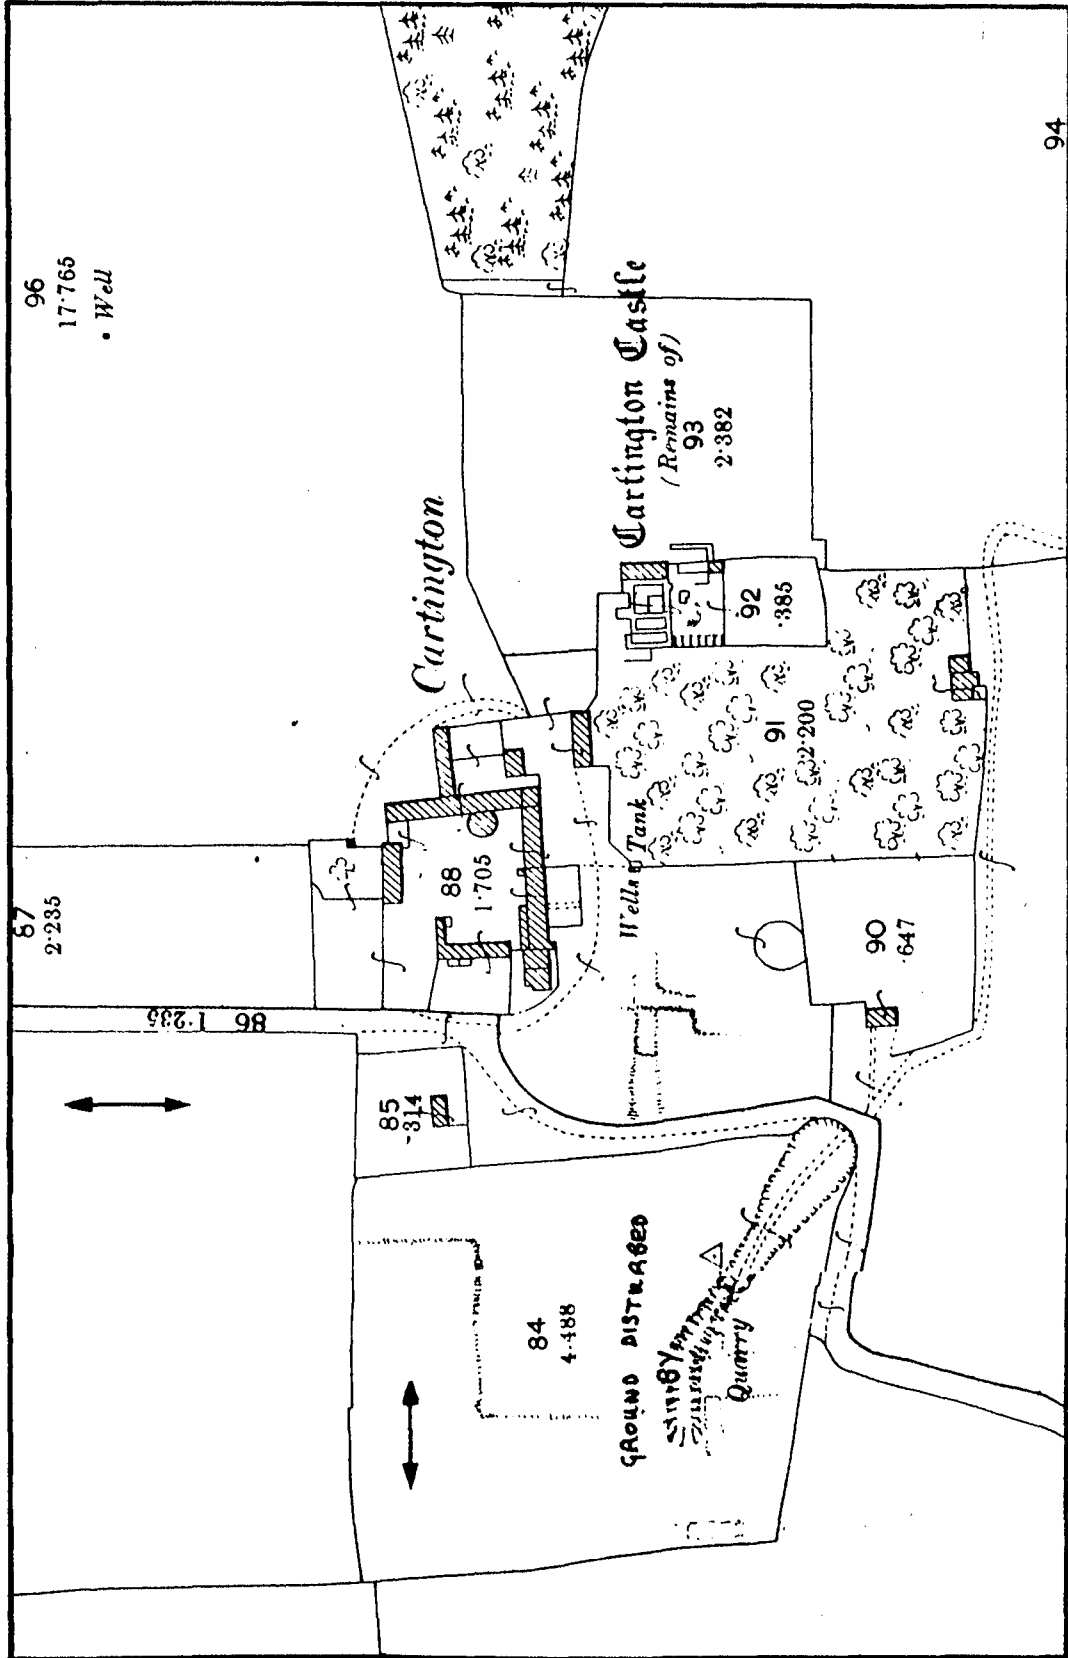 96
17·765
• Well
94
Cartington
Cartington Castle
(Remains of)
93
2·382
92
·385
91
2·200
Wells
Tank
87
2·235
88
1·705
90
·647
86 1·235
85
·314
84
4·488
GROUND DISTURBED
BY
Quarry